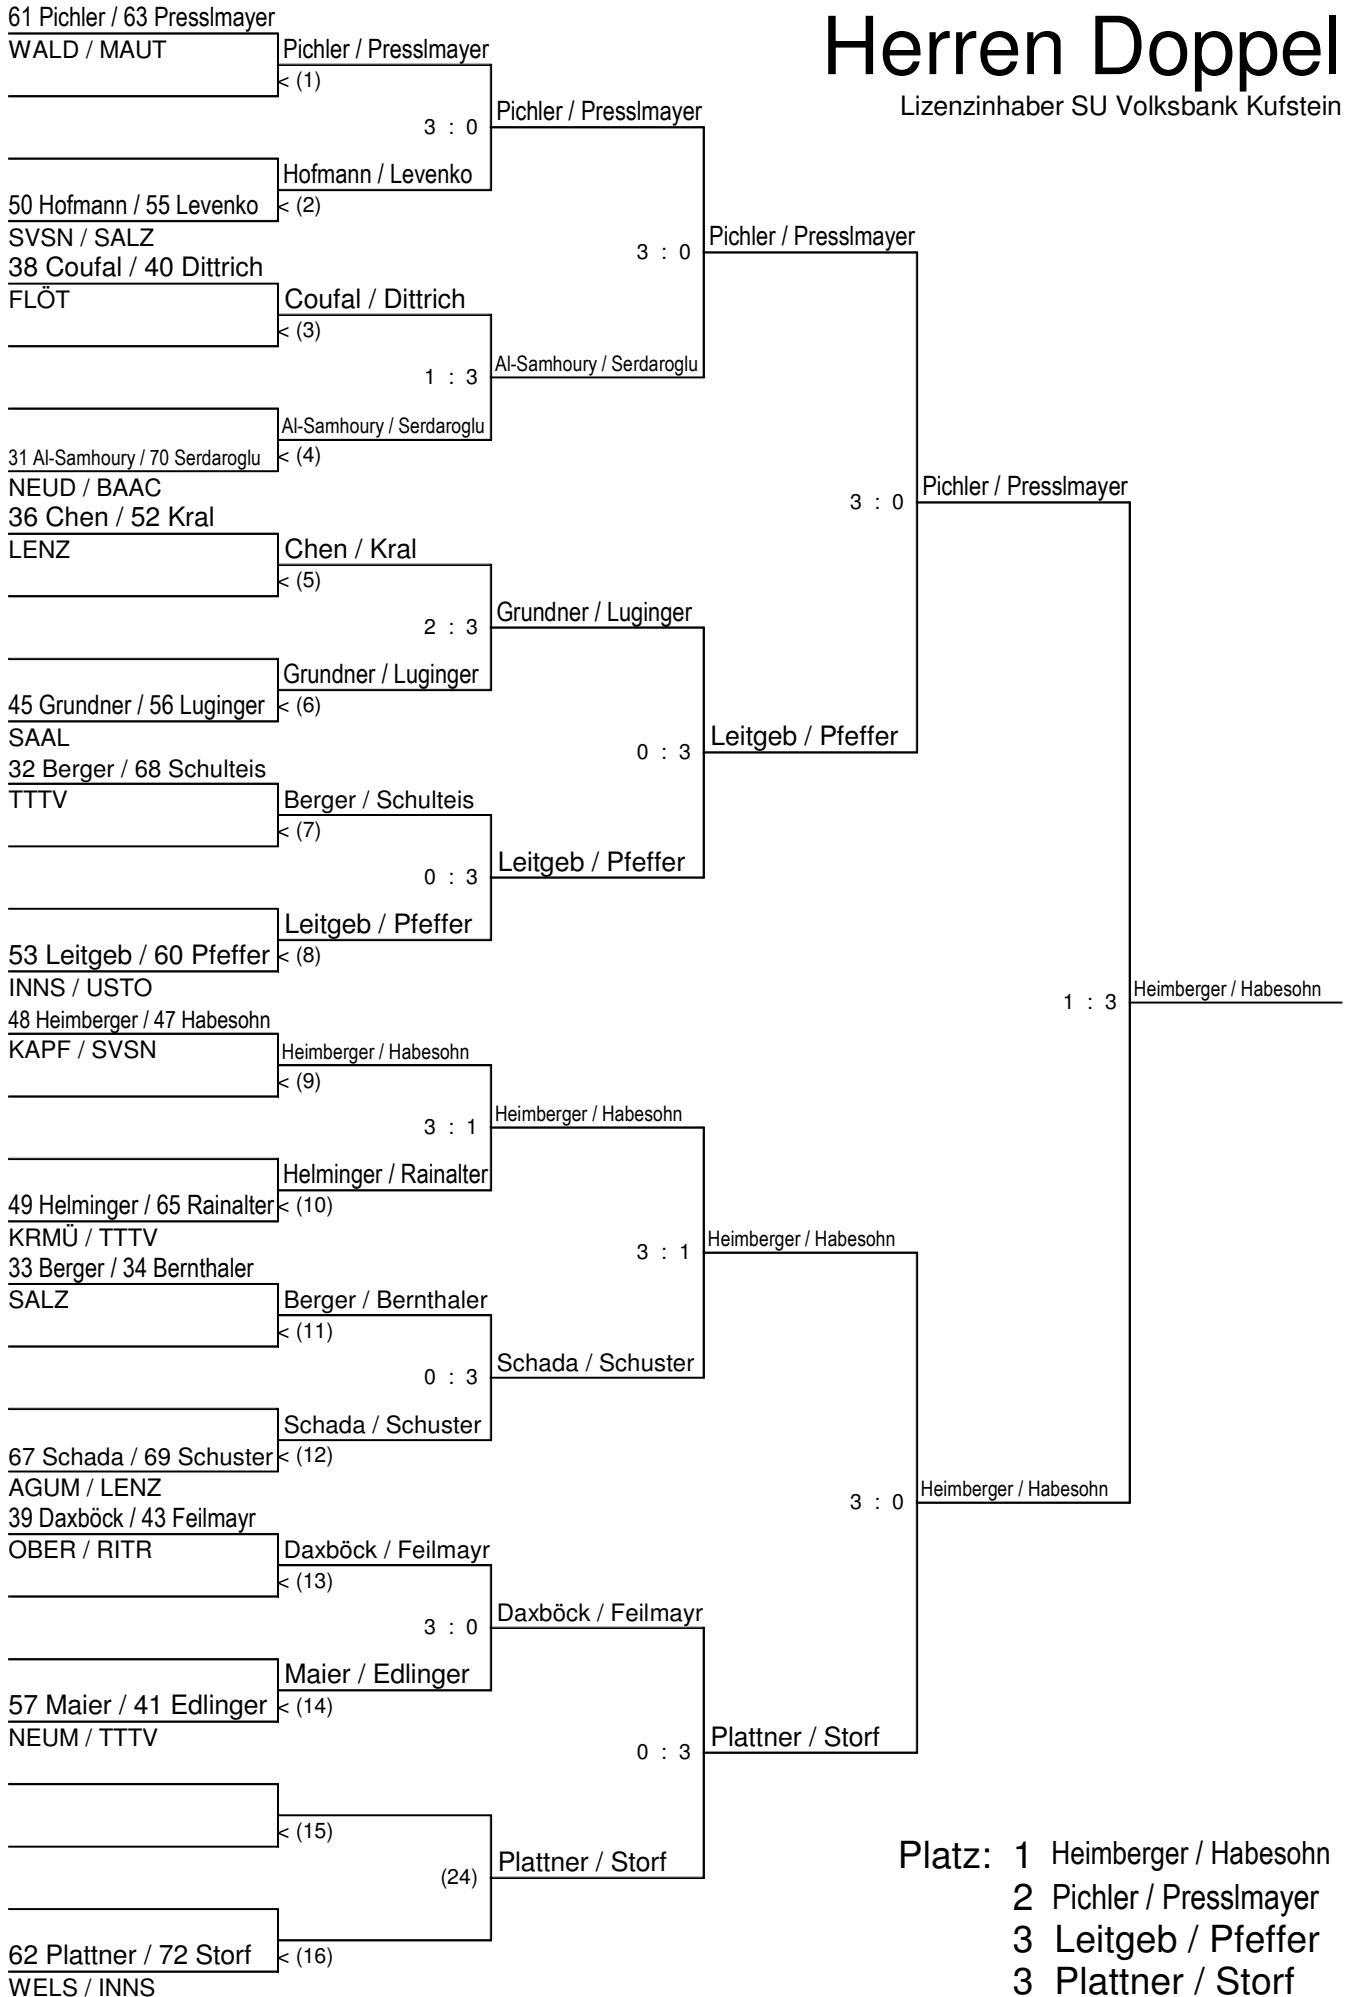 Herren Doppel
Lizenzinhaber SU Volksbank Kufstein
61 Pichler / 63 Presslmayer
WALD / MAUT
Pichler / Presslmayer
< (1)
3 : 0
Pichler / Presslmayer
Hofmann / Levenko
50 Hofmann / 55 Levenko
< (2)
SVSN / SALZ
3 : 0
Pichler / Presslmayer
38 Coufal / 40 Dittrich
FLÖT
Coufal / Dittrich
< (3)
1 : 3
Al-Samhoury / Serdaroglu
Al-Samhoury / Serdaroglu
31 Al-Samhoury / 70 Serdaroglu
< (4)
NEUD / BAAC
3 : 0
Pichler / Presslmayer
36 Chen / 52 Kral
LENZ
Chen / Kral
< (5)
2 : 3
Grundner / Luginger
Grundner / Luginger
45 Grundner / 56 Luginger
< (6)
SAAL
0 : 3
Leitgeb / Pfeffer
32 Berger / 68 Schulteis
TTTV
Berger / Schulteis
< (7)
0 : 3
Leitgeb / Pfeffer
Leitgeb / Pfeffer
53 Leitgeb / 60 Pfeffer
< (8)
INNS / USTO
1 : 3
Heimberger / Habesohn
48 Heimberger / 47 Habesohn
KAPF / SVSN
Heimberger / Habesohn
< (9)
3 : 1
Heimberger / Habesohn
Helminger / Rainalter
49 Helminger / 65 Rainalter
< (10)
KRMÜ / TTTV
3 : 1
Heimberger / Habesohn
33 Berger / 34 Bernthaler
SALZ
Berger / Bernthaler
< (11)
0 : 3
Schada / Schuster
Schada / Schuster
67 Schada / 69 Schuster
< (12)
AGUM / LENZ
3 : 0
Heimberger / Habesohn
39 Daxböck / 43 Feilmayr
OBER / RITR
Daxböck / Feilmayr
< (13)
3 : 0
Daxböck / Feilmayr
Maier / Edlinger
57 Maier / 41 Edlinger
< (14)
NEUM / TTTV
0 : 3
Plattner / Storf
< (15)
(24)
Plattner / Storf
62 Plattner / 72 Storf
< (16)
WELS / INNS
Platz: 1 Heimberger / Habesohn
2 Pichler / Presslmayer
3 Leitgeb / Pfeffer
3 Plattner / Storf